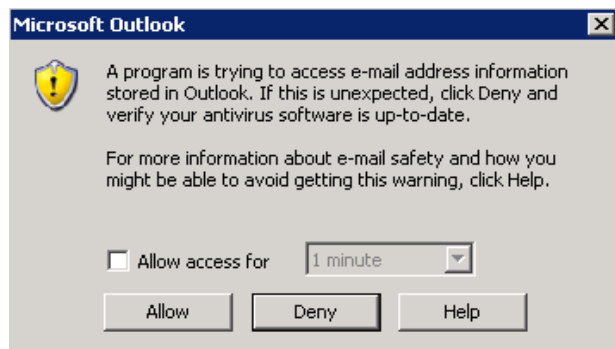 Microsoft Outlook
A program is trying to access e-mail address information
stored in Outlook. If this is unexpected, click Deny and
verify your antivirus software is up-to-date.
For more information about e-mail safety and how you
might be able to avoid getting this warning, click Help.
Allow access for 1 minute
Allow Deny Help